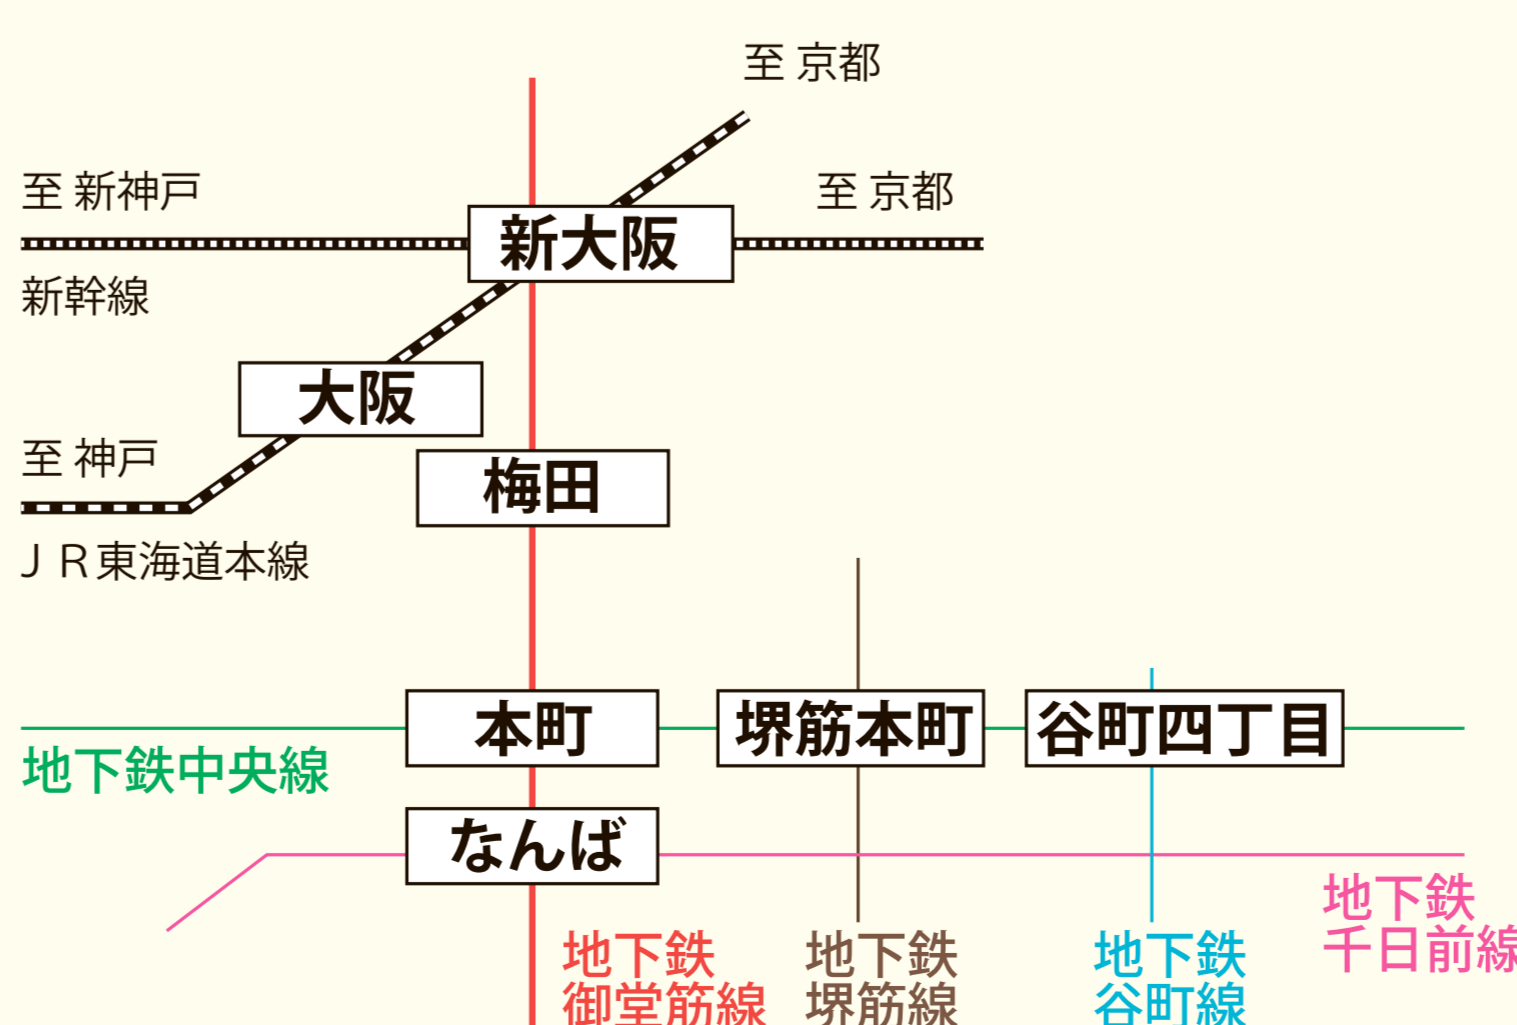 至 京都
至 新神戸
至 京都
新大阪
新幹線
大阪
至 神戸
梅田
ＪＲ東海道本線
本町
堺筋本町
谷町四丁目
地下鉄中央線
なんば
地下鉄
千日前線
地下鉄
御堂筋線
地下鉄
堺筋線
地下鉄
谷町線